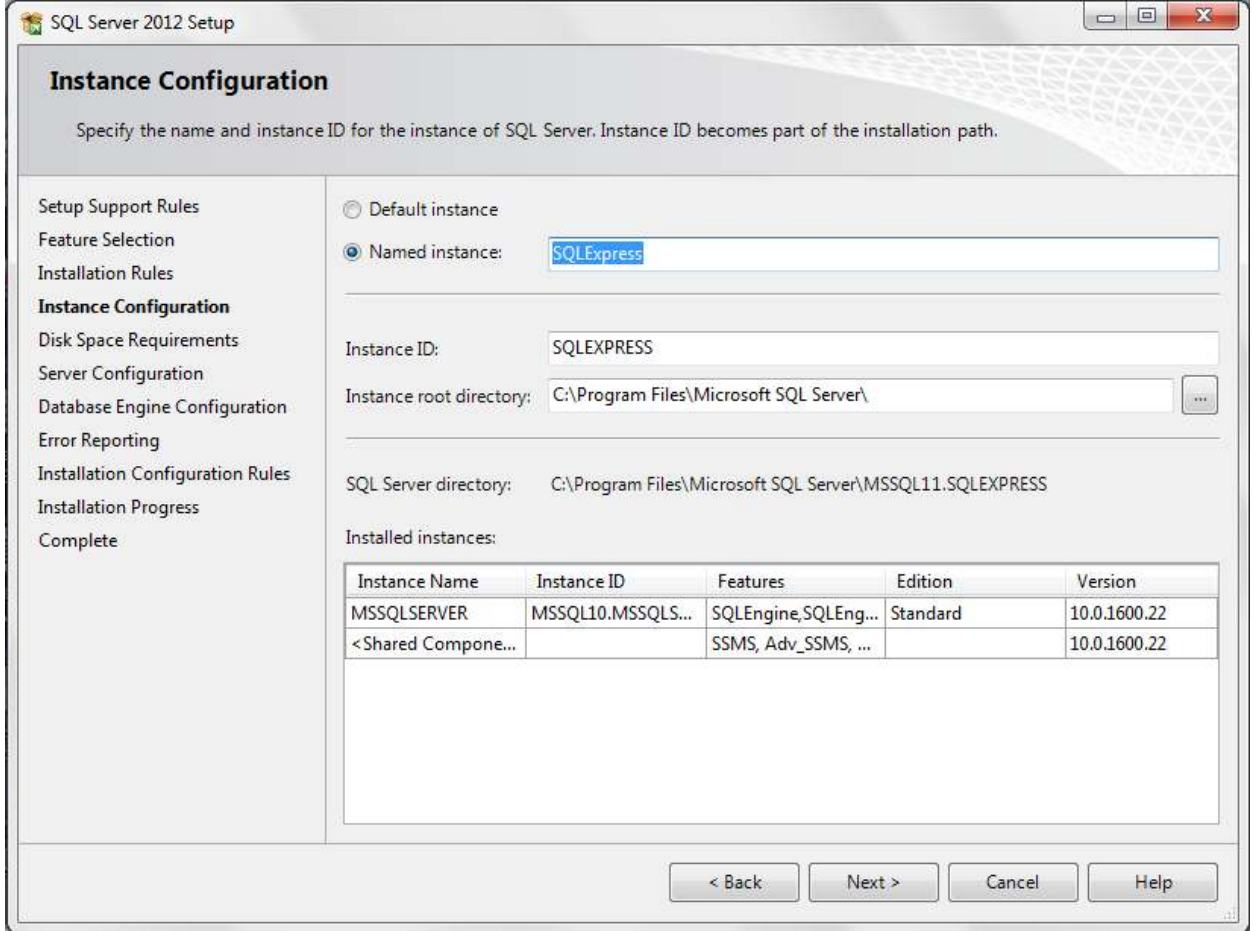 SQL Server 2012 Setup
Instance Configuration
Specify the name and instance ID for the instance of SQL Server. Instance ID becomes part of the installation path.
Setup Support Rules
Feature Selection
Installation Rules
Instance Configuration
Disk Space Requirements
Server Configuration
Database Engine Configuration
Error Reporting
Installation Configuration Rules
Installation Progress
Complete
Default instance
Named instance: SQLExpress
Instance ID: SQLEXPRESS
Instance root directory: C:\Program Files\Microsoft SQL Server\ ...
SQL Server directory: C:\Program Files\Microsoft SQL Server\MSSQL11.SQLEXPRESS
Installed instances:
Instance Name Instance ID Features Edition Version
MSSQLSERVER MSSQL10.MSSQLS... SQLEngine,SQLEng... Standard 10.0.1600.22
<Shared Compone... SSMS, Adv_SSMS, ... 10.0.1600.22
< Back Next > Cancel Help